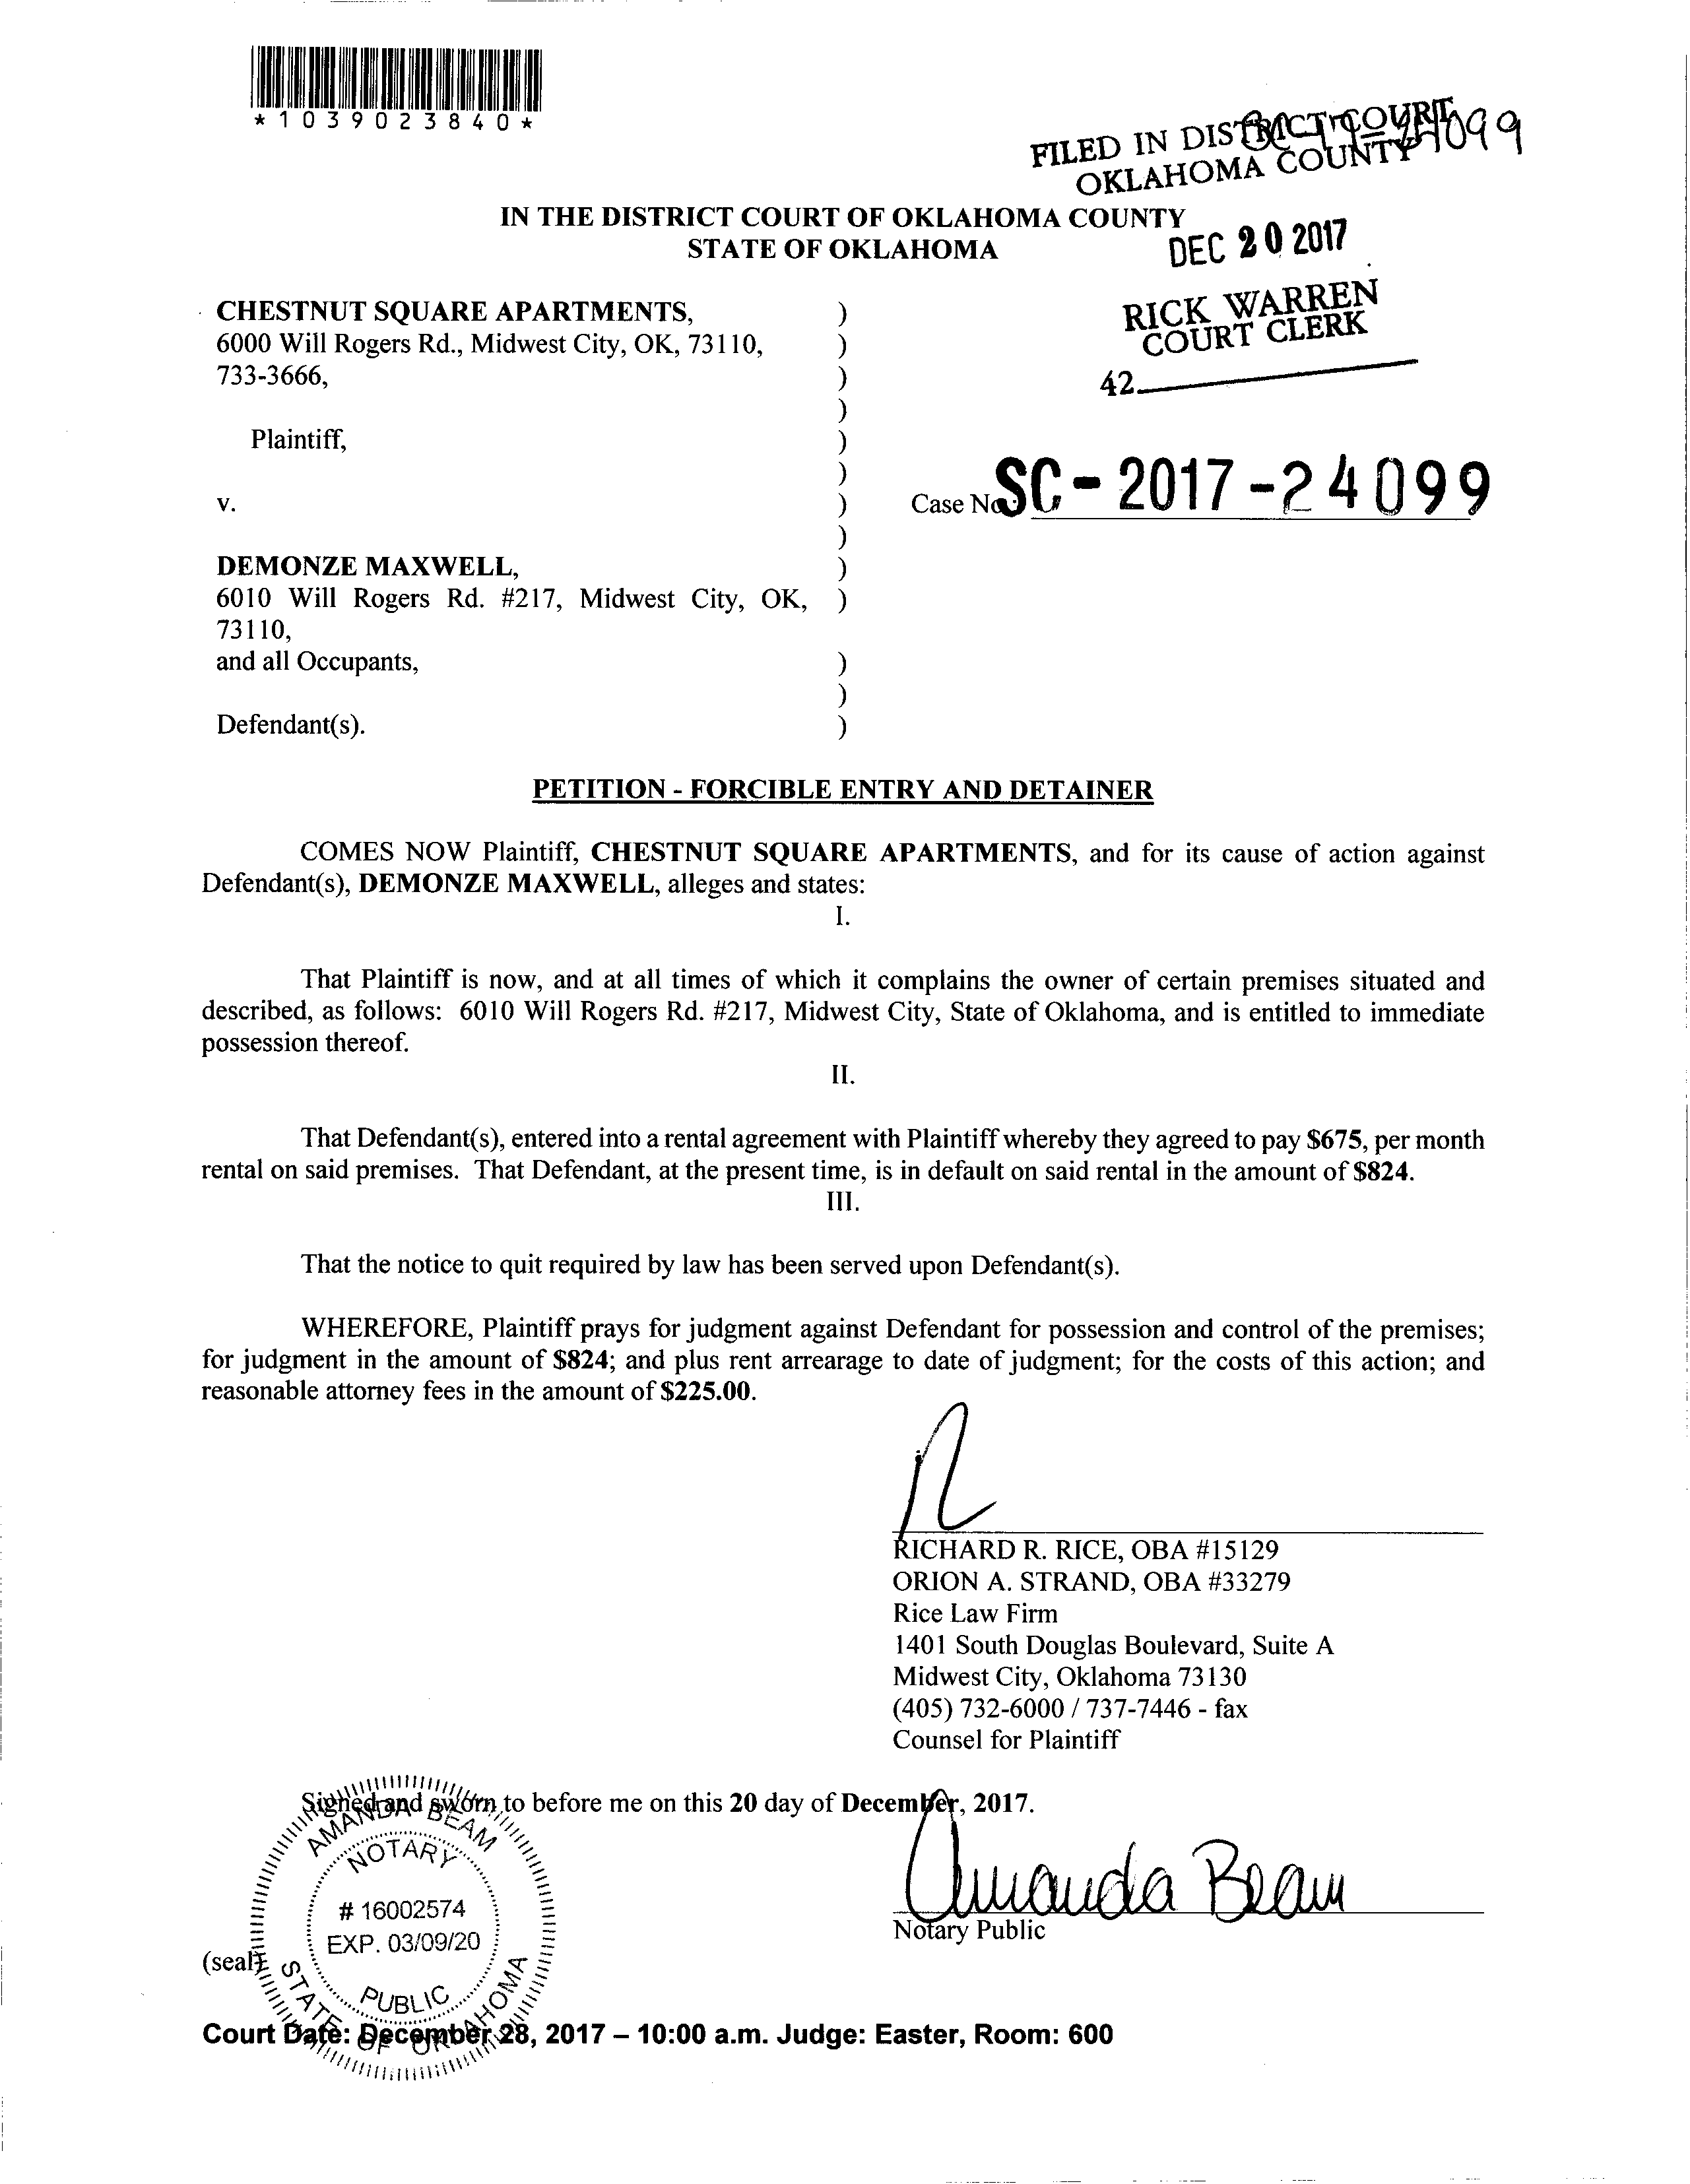 *1039023840*
FILED IN DISTRICT COURT
OKLAHOMA COUNTY
IN THE DISTRICT COURT OF OKLAHOMA COUNTY
STATE OF OKLAHOMA
DEC 20 2017
RICK WARREN
COURT CLERK
42
CHESTNUT SQUARE APARTMENTS, )
6000 Will Rogers Rd., Midwest City, OK, 73110, )
733-3666, )
)
Plaintiff, )
)
v. ) Case No. SC-2017-24099
)
DEMONZE MAXWELL, )
6010 Will Rogers Rd. #217, Midwest City, OK, )
73110,
and all Occupants, )
)
Defendant(s). )
PETITION - FORCIBLE ENTRY AND DETAINER
COMES NOW Plaintiff, CHESTNUT SQUARE APARTMENTS, and for its cause of action against
Defendant(s), DEMONZE MAXWELL, alleges and states:
I.
That Plaintiff is now, and at all times of which it complains the owner of certain premises situated and
described, as follows: 6010 Will Rogers Rd. #217, Midwest City, State of Oklahoma, and is entitled to immediate
possession thereof.
II.
That Defendant(s), entered into a rental agreement with Plaintiff whereby they agreed to pay $675, per month
rental on said premises. That Defendant, at the present time, is in default on said rental in the amount of $824.
III.
That the notice to quit required by law has been served upon Defendant(s).
WHEREFORE, Plaintiff prays for judgment against Defendant for possession and control of the premises;
for judgment in the amount of $824; and plus rent arrearage to date of judgment; for the costs of this action; and
reasonable attorney fees in the amount of $225.00.
RICHARD R. RICE, OBA #15129
ORION A. STRAND, OBA #33279
Rice Law Firm
1401 South Douglas Boulevard, Suite A
Midwest City, Oklahoma 73130
(405) 732-6000 / 737-7446 - fax
Counsel for Plaintiff
Signed and sworn to before me on this 20 day of December, 2017.
Amanda Beam
Notary Public
AMANDA BEAM
NOTARY
# 16002574
EXP. 03/09/20
PUBLIC
STATE OF OKLAHOMA
(seal)
Court Date: December 28, 2017 – 10:00 a.m. Judge: Easter, Room: 600